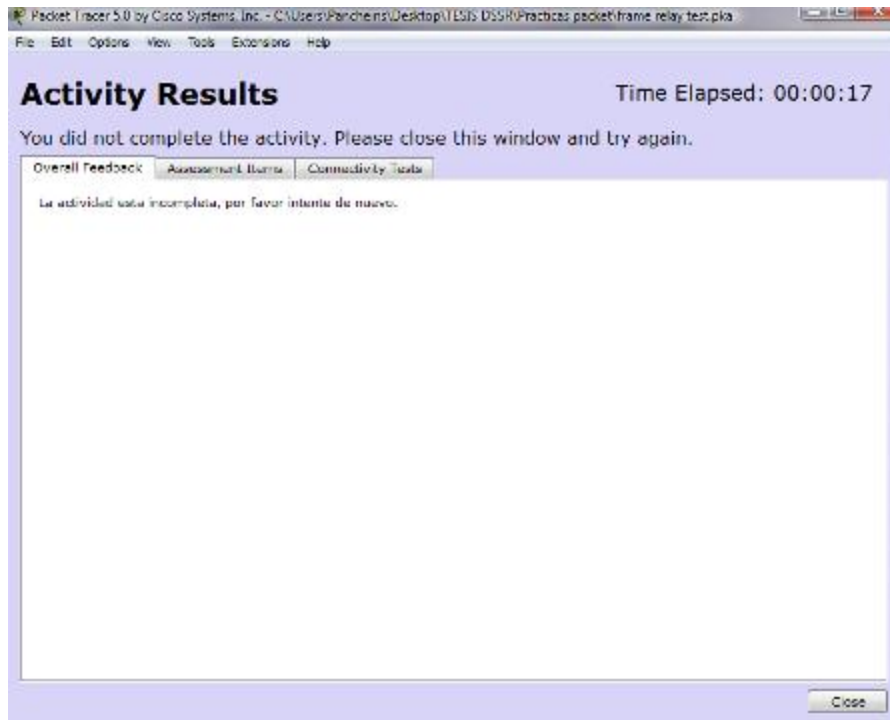 Packet Tracer 5.0 by Cisco Systems, Inc. - C:\Users\Pancheins\Desktop\TESIS DSSR\Practicas packet\frame relay test.pka
File Edit Options View Tools Extensions Help
Activity Results
Time Elapsed: 00:00:17
You did not complete the activity. Please close this window and try again.
Overall Feedback Assessment Items Connectivity Tests
La actividad esta incompleta, por favor intente de nuevo.
Close